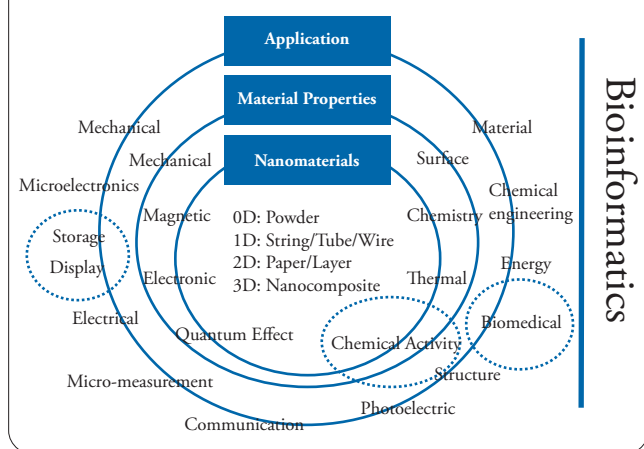 Application
Material Properties
Nanomaterials
Mechanical
Material
Mechanical
Surface
Microelectronics
Chemical
engineering
Magnetic
Chemistry
0D: Powder
1D: String/Tube/Wire
2D: Paper/Layer
3D: Nanocomposite
Storage
Display
Electronic
Thermal
Energy
Electrical
Quantum Effect
Chemical Activity
Biomedical
Micro-measurement
Structure
Communication
Photoelectric
Bioinformatics